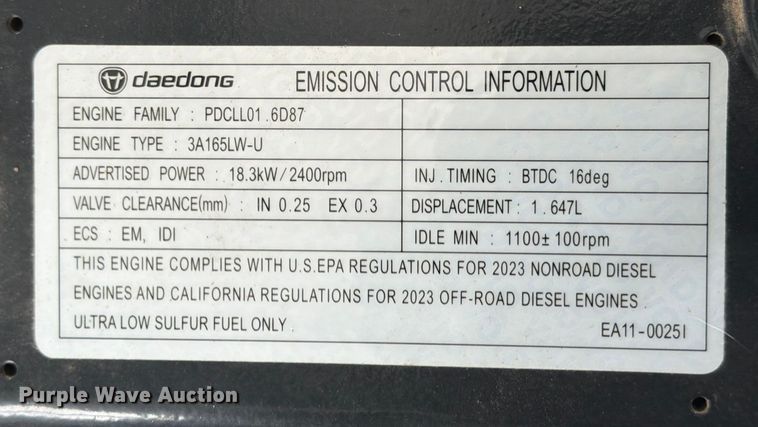 daedong EMISSION CONTROL INFORMATION
ENGINE FAMILY : PDCLL01.6D87
ENGINE TYPE : 3A165LW-U
ADVERTISED POWER : 18.3kW/2400rpm INJ.TIMING : BTDC 16deg
VALVE CLEARANCE(mm) : IN 0.25 EX 0.3 DISPLACEMENT : 1.647L
ECS : EM, IDI IDLE MIN : 1100±100rpm
THIS ENGINE COMPLIES WITH U.S.EPA REGULATIONS FOR 2023 NONROAD DIESEL
ENGINES AND CALIFORNIA REGULATIONS FOR 2023 OFF-ROAD DIESEL ENGINES.
ULTRA LOW SULFUR FUEL ONLY. EA11-0025I
Purple Wave Auction